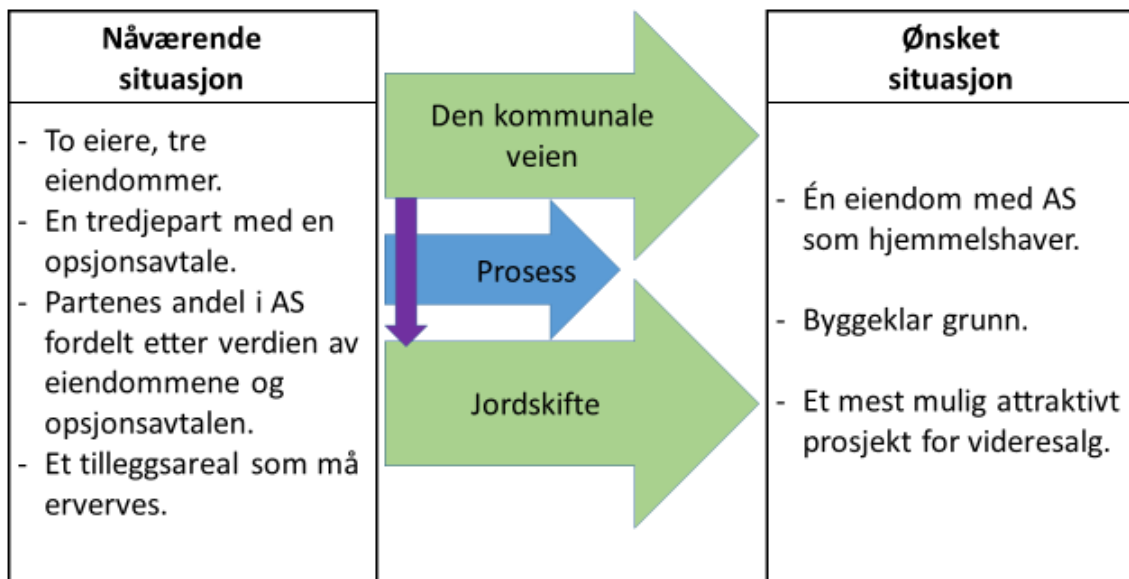 Nåværende
situasjon
- To eiere, tre
eiendommer.
- En tredjepart med en
opsjonsavtale.
- Partenes andel i AS
fordelt etter verdien av
eiendommene og
opsjonsavtalen.
- Et tilleggsareal som må
erverves.
Den kommunale
veien
Prosess
Jordskifte
Ønsket
situasjon
- Én eiendom med AS
som hjemmelshaver.
- Byggeklar grunn.
- Et mest mulig attraktivt
prosjekt for videresalg.